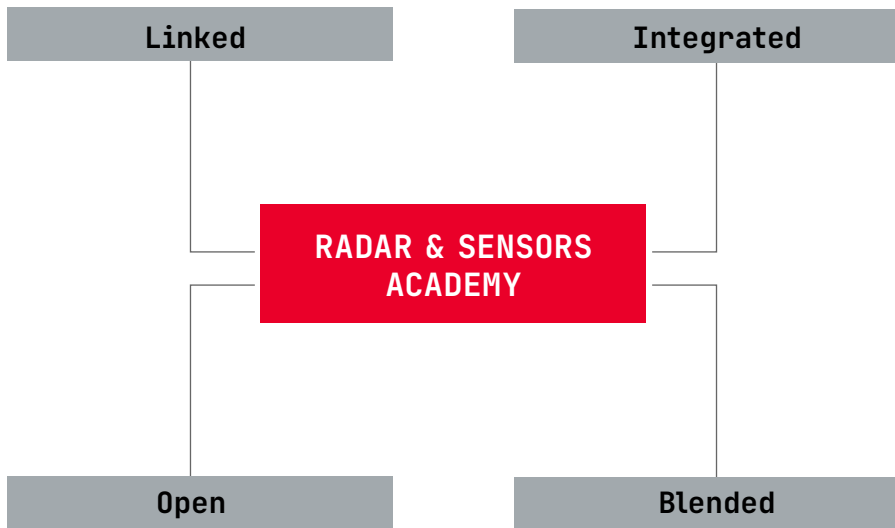 Linked
Integrated
RADAR & SENSORS
ACADEMY
Open
Blended